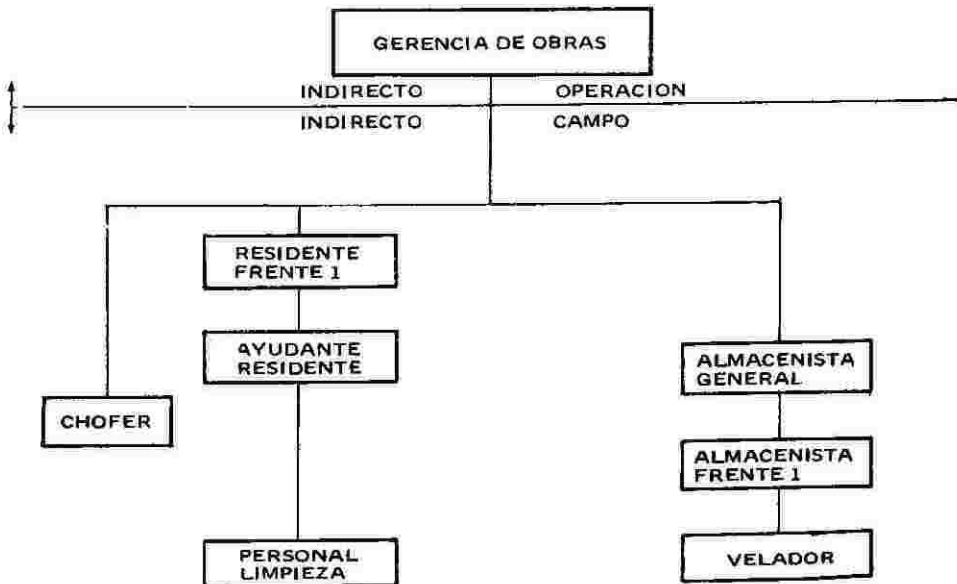 GERENCIA DE OBRAS
INDIRECTO OPERACION
INDIRECTO CAMPO
RESIDENTE
FRENTE 1
AYUDANTE
RESIDENTE
ALMACENISTA
GENERAL
CHOFER
ALMACENISTA
FRENTE 1
PERSONAL
LIMPIEZA
VELADOR